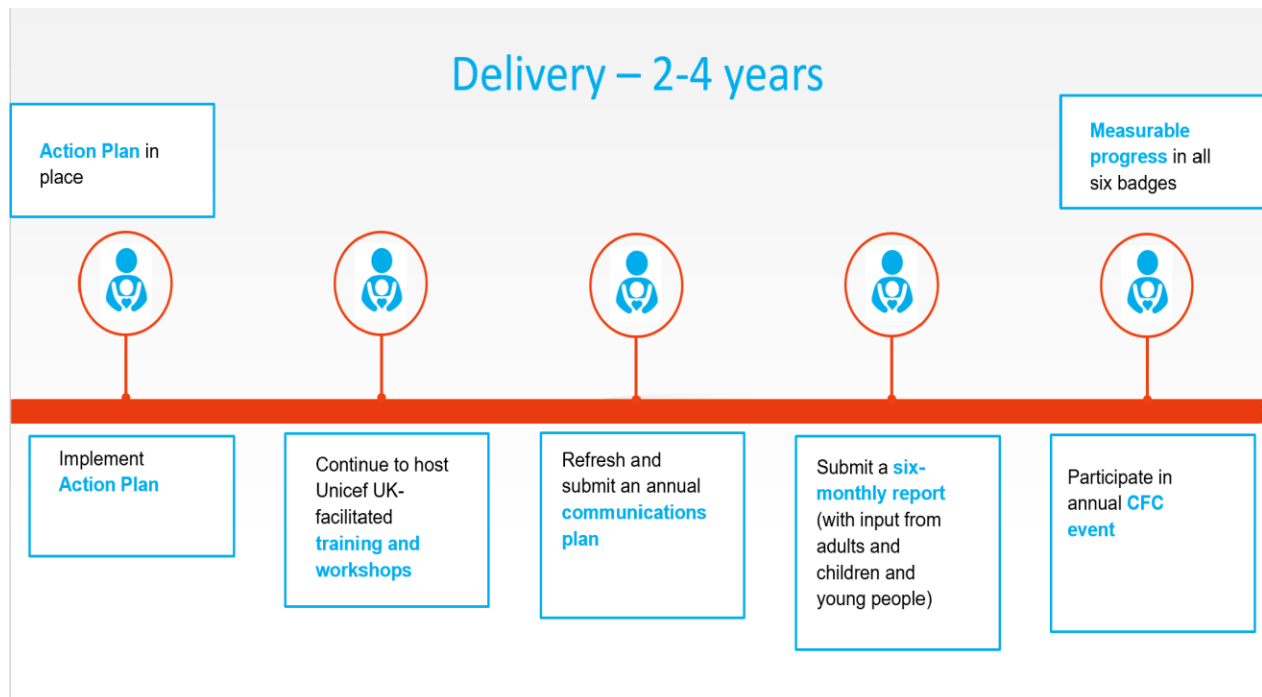 Delivery – 2-4 years
Action Plan in
place
Measurable
progress in all
six badges
Implement
Action Plan
Continue to host
Unicef UK-
facilitated
training and
workshops
Refresh and
submit an annual
communications
plan
Submit a six-
monthly report
(with input from
adults and
children and
young people)
Participate in
annual CFC
event